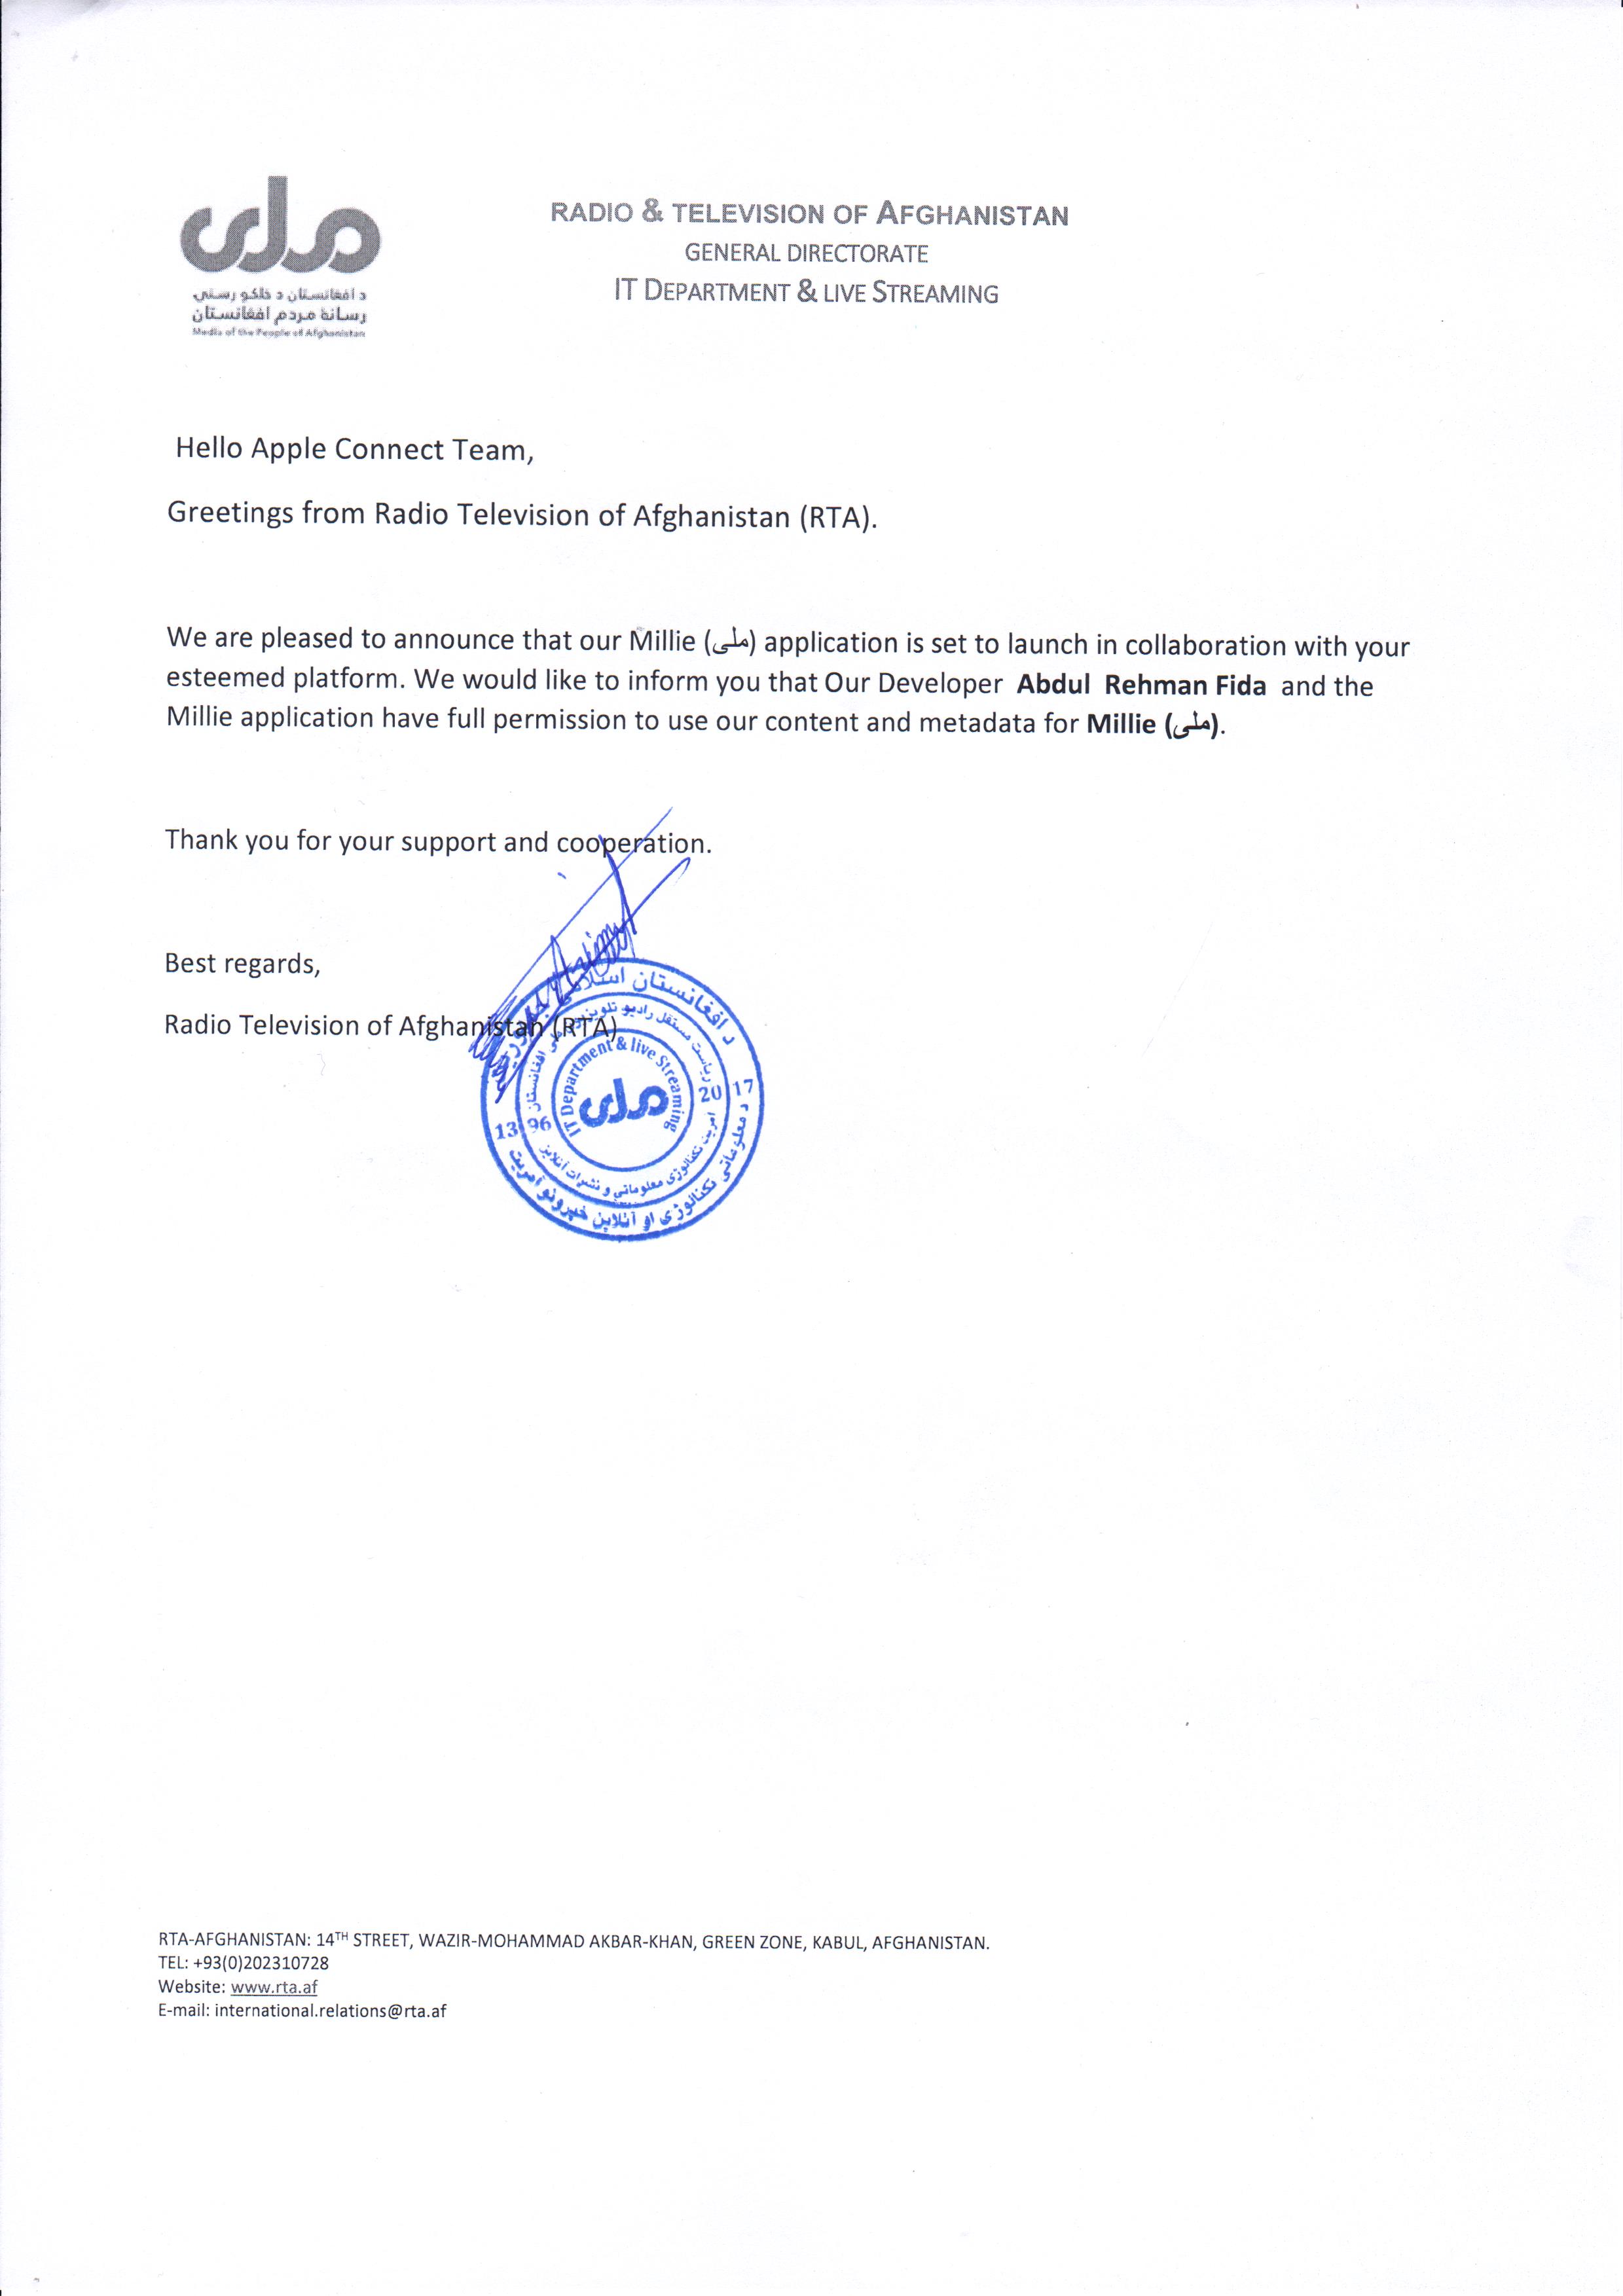 ملی
د افغانستان د خلکو رسنۍ
رسانهٔ مردم افغانستان
Media of the People of Afghanistan
RADIO & TELEVISION OF AFGHANISTAN
GENERAL DIRECTORATE
IT DEPARTMENT & LIVE STREAMING
Hello Apple Connect Team,
Greetings from Radio Television of Afghanistan (RTA).
We are pleased to announce that our Millie (ملی) application is set to launch in collaboration with your
esteemed platform. We would like to inform you that Our Developer Abdul Rehman Fida and the
Millie application have full permission to use our content and metadata for Millie (ملی).
Thank you for your support and cooperation.
Best regards,
Radio Television of Afghanistan (RTA)
د افغانستان اسلامي جمهوریت
ریاست مستقل رادیو تلویزیون ملی افغانستان
IT Department & live Streaming
ملی
1396
2017
آمریت تکنالوژی معلوماتی و نشرات آنلاین
د معلوماتي تکنالوژی او آنلاین خپرونو آمریت
RTA-AFGHANISTAN: 14TH STREET, WAZIR-MOHAMMAD AKBAR-KHAN, GREEN ZONE, KABUL, AFGHANISTAN.
TEL: +93(0)202310728
Website: www.rta.af
E-mail: international.relations@rta.af